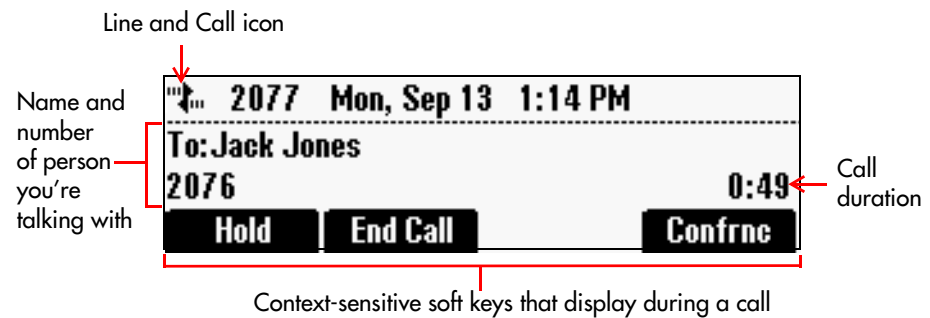 Line and Call icon
2077 Mon, Sep 13 1:14 PM
Name and
number
of person
you're
talking with
To:Jack Jones
2076
0:49
Call
duration
Hold
End Call
Confrnc
Context-sensitive soft keys that display during a call